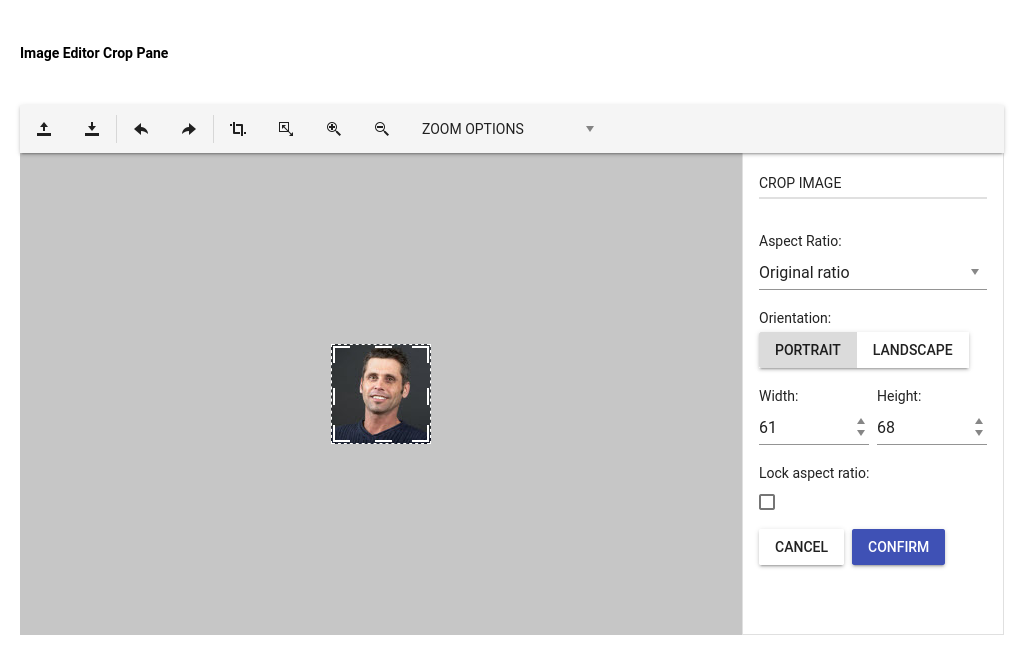 Image Editor Crop Pane
ZOOM OPTIONS
CROP IMAGE
Aspect Ratio:
Original ratio
Orientation:
PORTRAIT LANDSCAPE
Width: Height:
61 68
Lock aspect ratio:
CANCEL CONFIRM